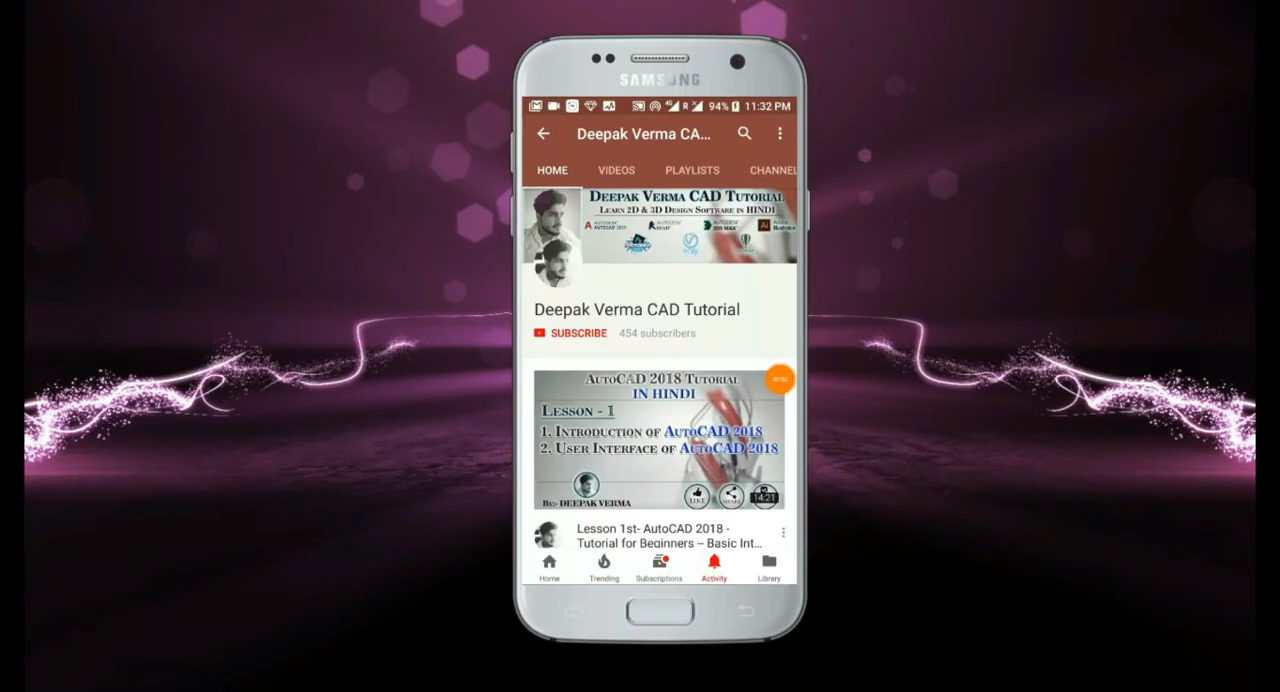 SAMSUNG
4G R 94% 11:32 PM
Deepak Verma CA...
HOME VIDEOS PLAYLISTS CHANNEL
DEEPAK VERMA CAD TUTORIAL
LEARN 2D & 3D DESIGN SOFTWARE IN HINDI
Deepak Verma CAD Tutorial
SUBSCRIBE 454 subscribers
AUTOCAD 2018 TUTORIAL
IN HINDI
LESSON - 1
1. INTRODUCTION OF AUTOCAD 2018
2. USER INTERFACE OF AUTOCAD 2018
LIKE SHARE 14:21
BY:- DEEPAK VERMA
Lesson 1st- AutoCAD 2018 -
Tutorial for Beginners – Basic Int...
Home Trending Subscriptions Activity Library